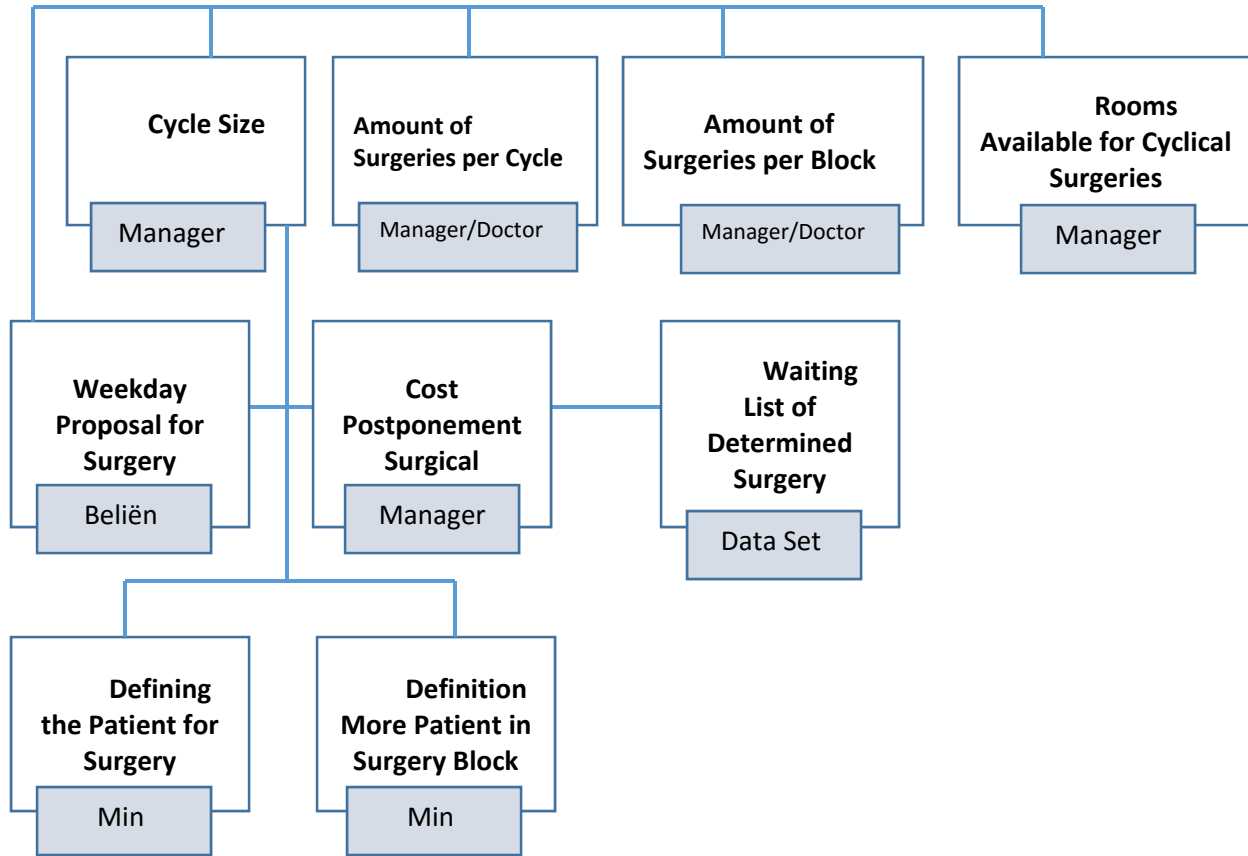 Cycle Size
Manager
Amount of
Surgeries per Cycle
Manager/Doctor
Amount of
Surgeries per Block
Manager/Doctor
Rooms
Available for Cyclical
Surgeries
Manager
Weekday
Proposal for
Surgery
Beliën
Cost
Postponement
Surgical
Manager
Waiting
List of
Determined
Surgery
Data Set
Defining
the Patient for
Surgery
Min
Definition
More Patient in
Surgery Block
Min